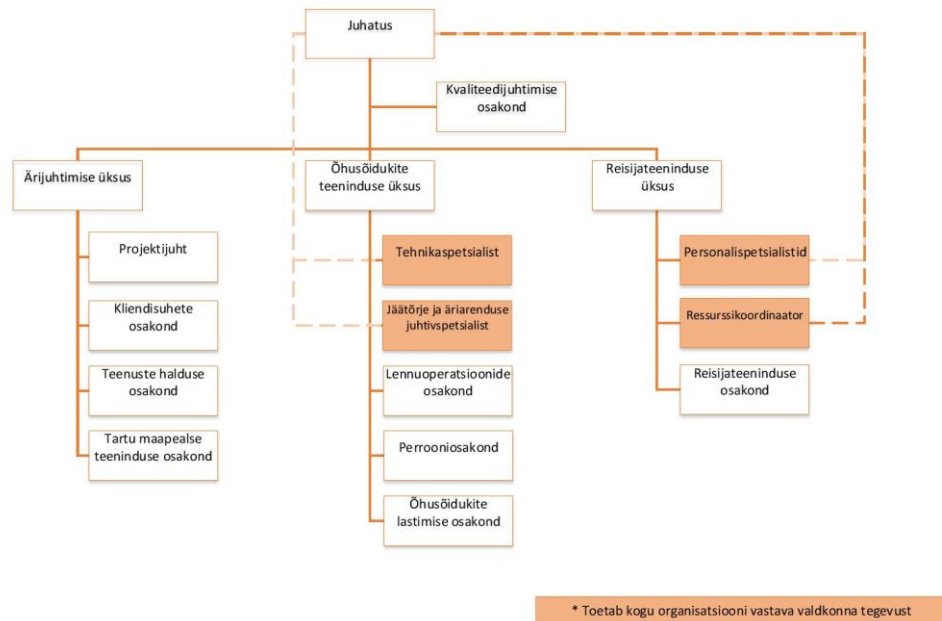 Juhatus
Kvaliteedijuhtimise
osakond
Ärijuhtimise üksus
Õhusõidukite
teeninduse üksus
Reisijateeninduse
üksus
Projektijuht
Kliendisuhete
osakond
Teenuste halduse
osakond
Tartu maapealse
teeninduse osakond
Tehnikaspetsialist
Jäätõrje ja äriarenduse
juhtivspetsialist
Lennuoperatsioonide
osakond
Perrooniosakond
Õhusõidukite
lastimise osakond
Personalispetsialistid
Ressurssikoordinaator
Reisijateeninduse
osakond
* Toetab kogu organisatsiooni vastava valdkonna tegevust